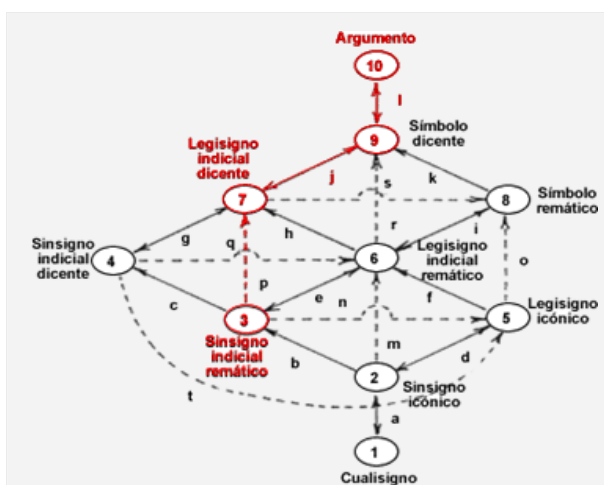 Argumento
10
l
Símbolo
dicente
9
Legisigno
indicial
dicente
j
s
k
7
8
Símbolo
remático
g
q
h
r
i
Sinsigno
indicial
dicente
4
6
Legisigno
indicial
remático
o
p
e
n
f
c
Legisigno
icónico
3
5
Sinsigno
indicial
remático
b
m
d
2
Sinsigno
icónico
t
a
1
Cualisigno